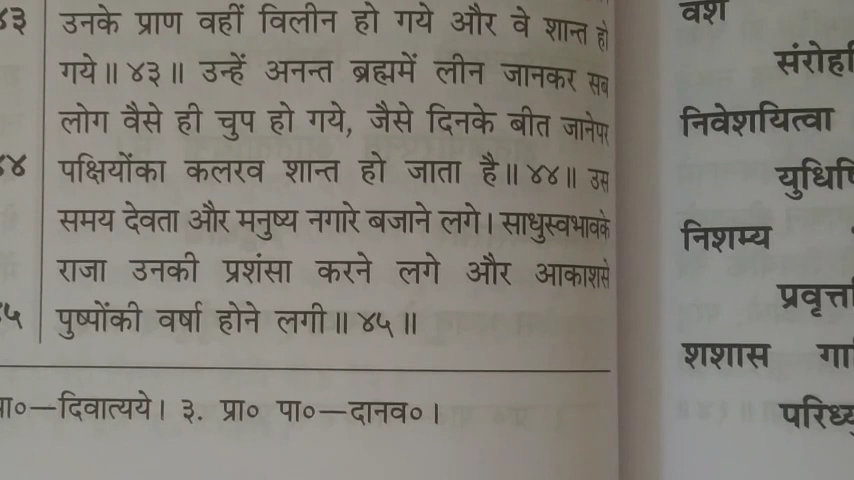 ४३
उनके प्राण वहीं विलीन हो गये और वे शान्त हो
गये॥ ४३॥ उन्हें अनन्त ब्रह्ममें लीन जानकर सब
लोग वैसे ही चुप हो गये, जैसे दिनके बीत जानेपर
पक्षियोंका कलरव शान्त हो जाता है॥ ४४॥ उस
समय देवता और मनुष्य नगारे बजाने लगे। साधुस्वभावके
राजा उनकी प्रशंसा करने लगे और आकाशसे
पुष्पोंकी वर्षा होने लगी॥ ४५॥
पा०—दिवात्यये। ३. प्रा० पा०—दानव०।
वश
निवेशयित्वा
निशम्य
शशास